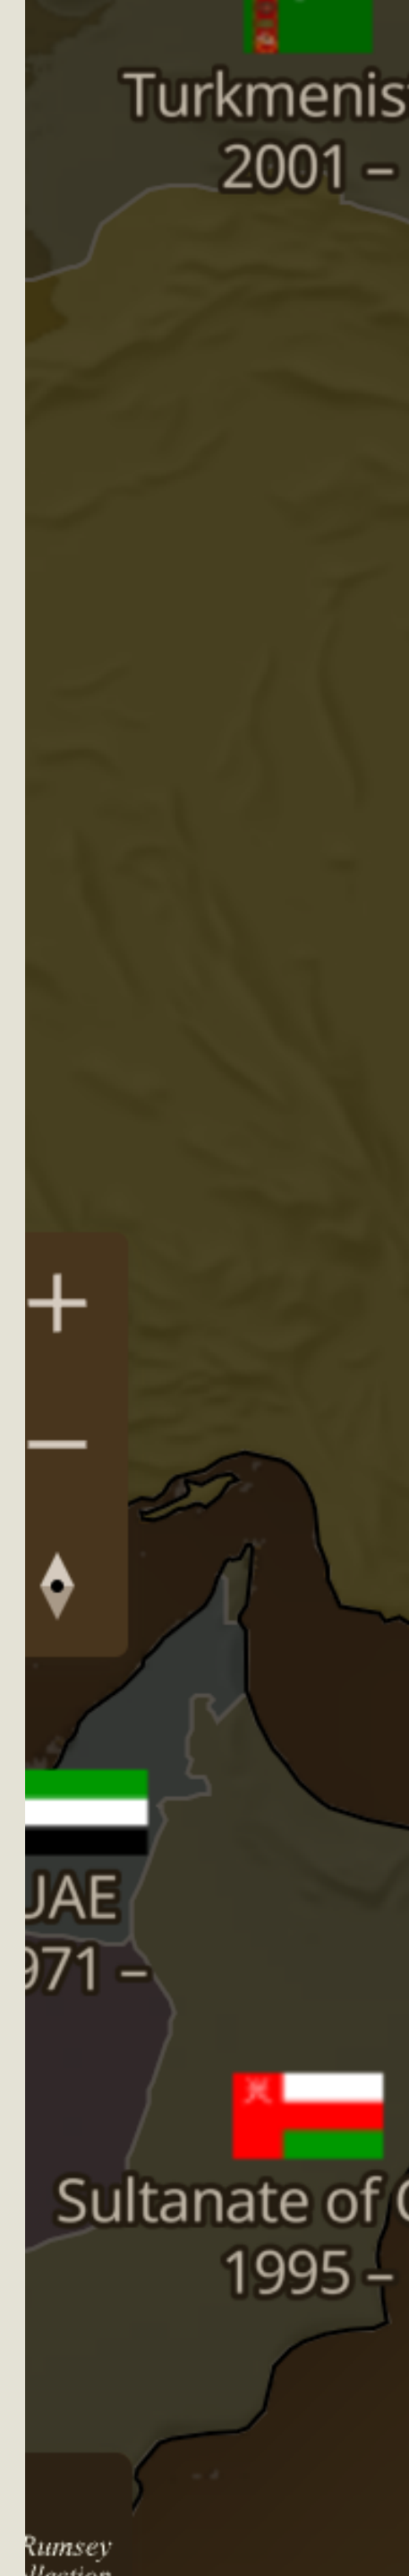 Turkmenis
2001 –
UAE
971 –
Sultanate of
1995 –
Rumsey